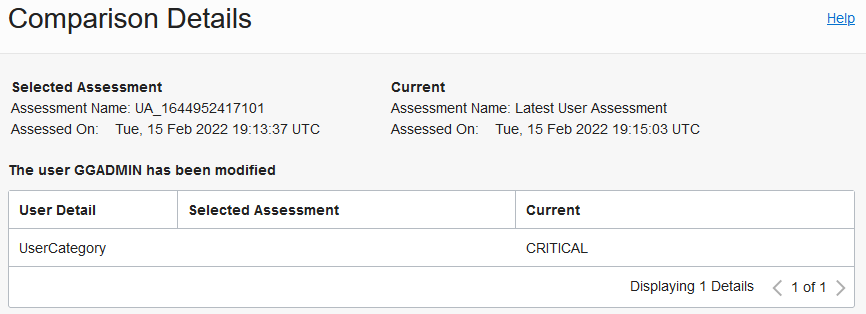 Comparison Details
Help
Selected Assessment
Current
Assessment Name: UA_1644952417101
Assessment Name: Latest User Assessment
Assessed On: Tue, 15 Feb 2022 19:13:37 UTC
Assessed On: Tue, 15 Feb 2022 19:15:03 UTC
The user GGADMIN has been modified
User Detail Selected Assessment Current
UserCategory CRITICAL
Displaying 1 Details 1 of 1